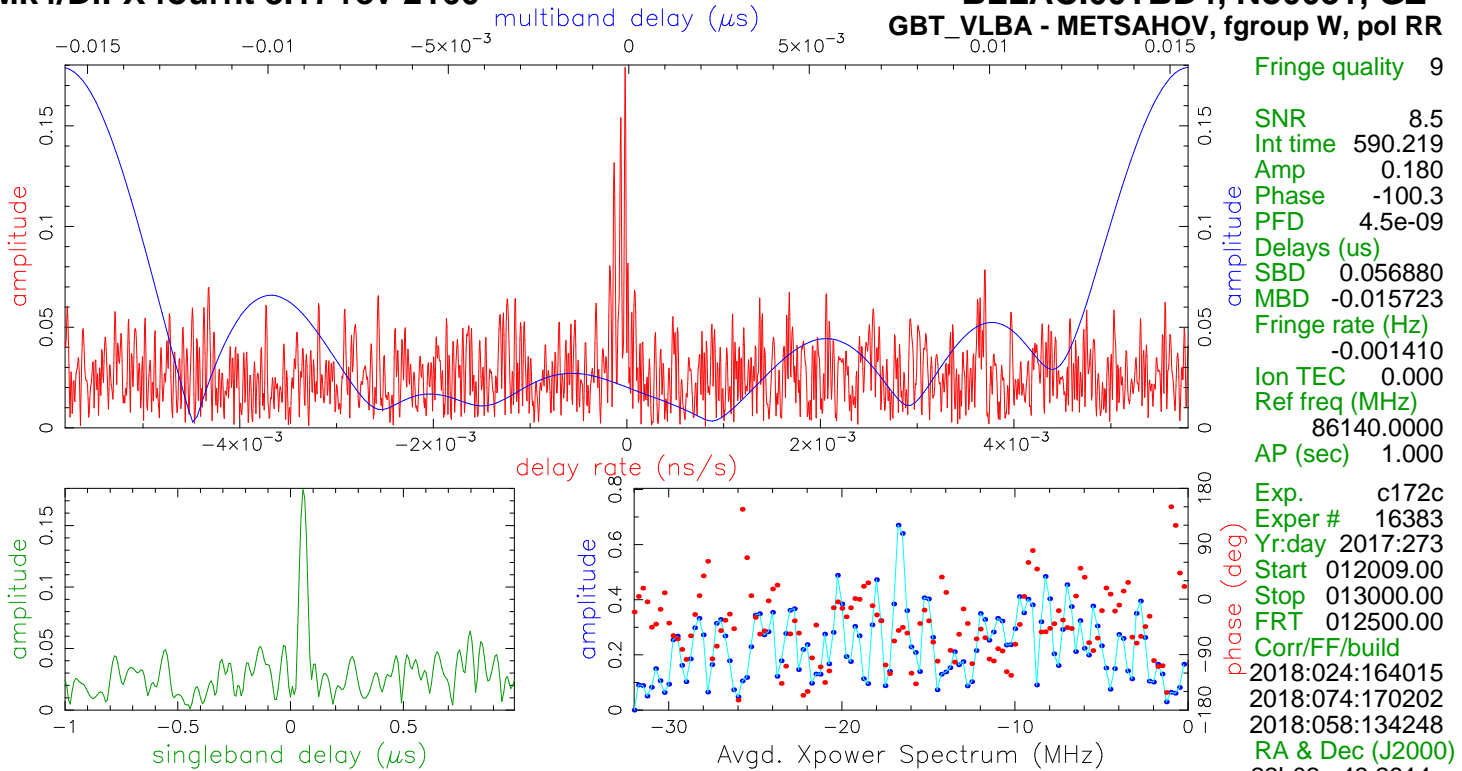 GBT_VLBA - METSAHOV, fgroup W, pol RR
multiband delay (μs)
−0.015 −0.01 −5×10⁻³ 0 5×10⁻³ 0.01 0.015
amplitude
0 0.05 0.1 0.15
amplitude
0 0.05 0.1 0.15
−4×10⁻³ −2×10⁻³ 0 2×10⁻³ 4×10⁻³
delay rate (ns/s)
amplitude
0 0.05 0.1 0.15
−1 −0.5 0 0.5
singleband delay (μs)
amplitude
0 0.2 0.4 0.6 0.8
phase (deg)
−180 −90 0 90 180
−30 −20 −10 0
Avgd. Xpower Spectrum (MHz)
Fringe quality 9
SNR 8.5
Int time 590.219
Amp 0.180
Phase -100.3
PFD 4.5e-09
Delays (us)
SBD 0.056880
MBD -0.015723
Fringe rate (Hz)
-0.001410
Ion TEC 0.000
Ref freq (MHz)
86140.0000
AP (sec) 1.000
Exp. c172c
Exper # 16383
Yr:day 2017:273
Start 012009.00
Stop 013000.00
FRT 012500.00
Corr/FF/build
2018:024:164015
2018:074:170202
2018:058:134248
RA & Dec (J2000)